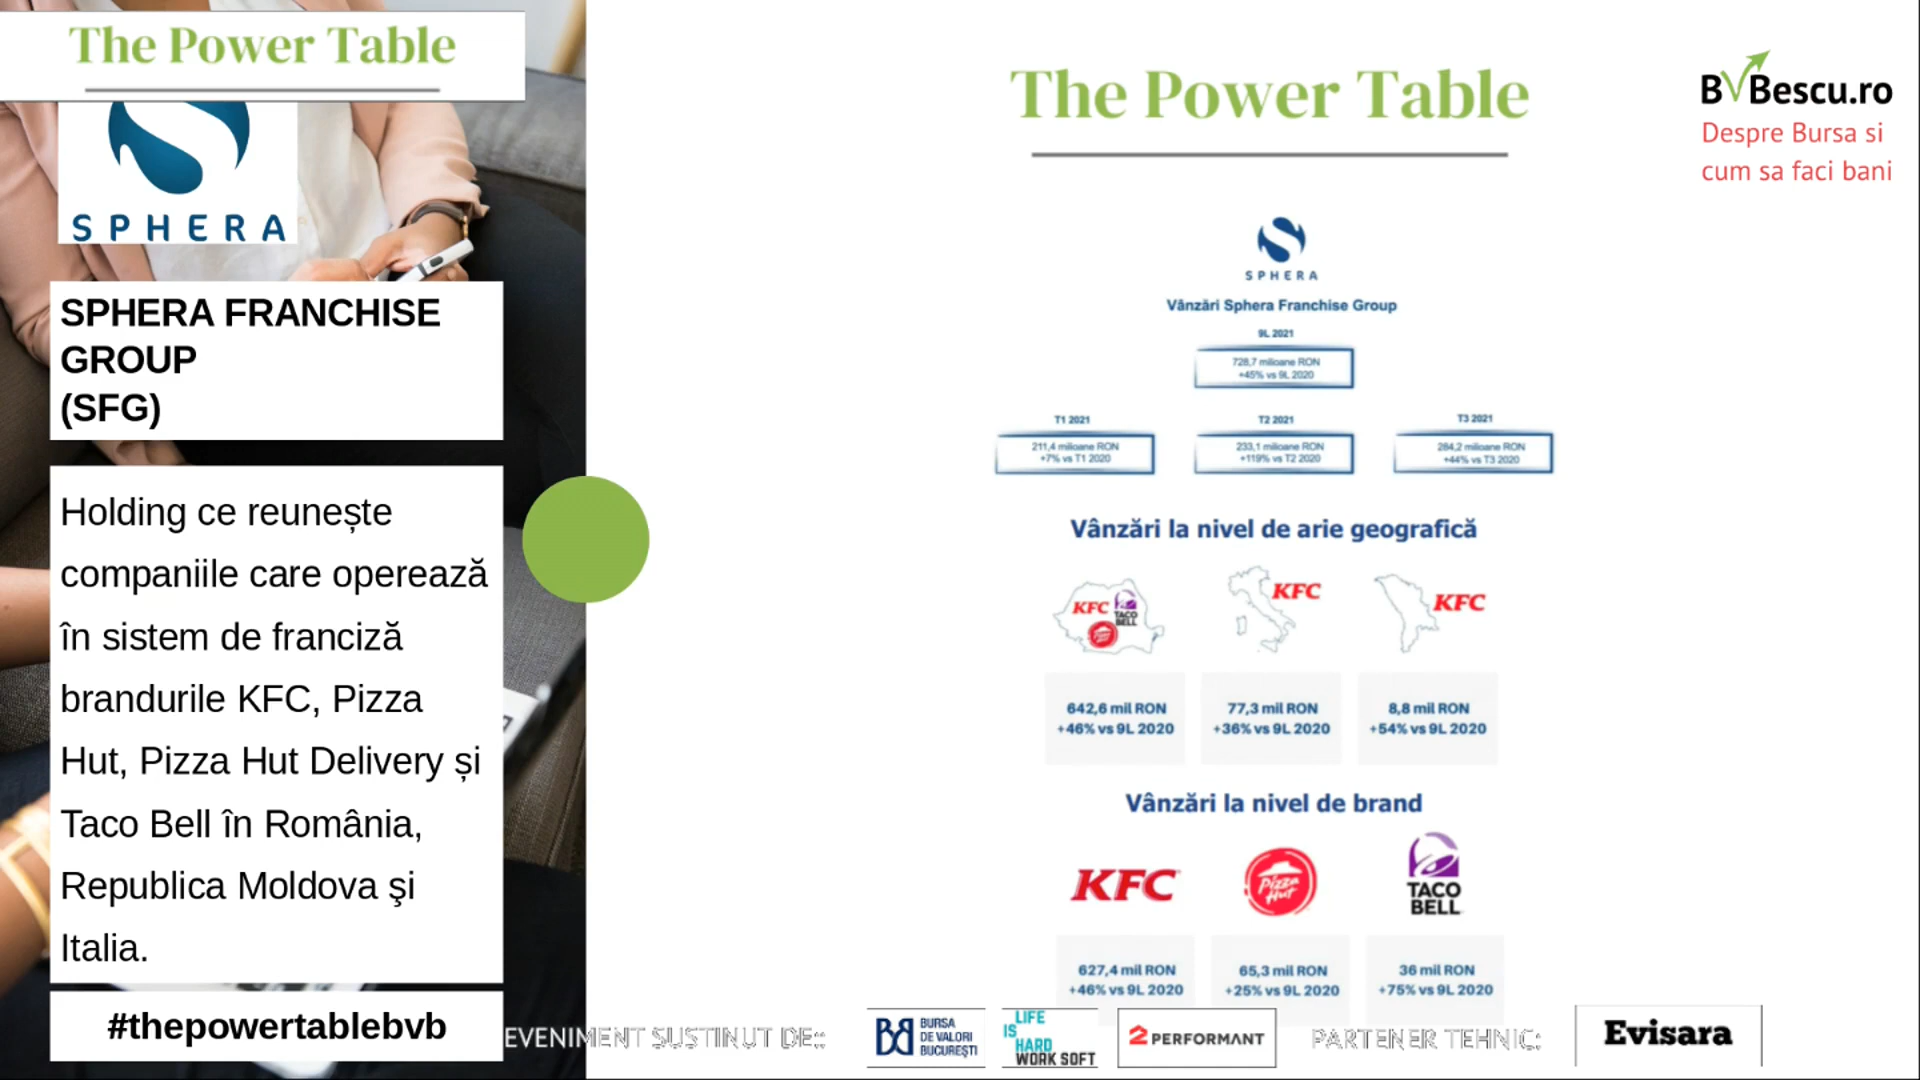 The Power Table
SPHERA
SPHERA FRANCHISE
GROUP
(SFG)
Holding ce reunește
companiile care operează
în sistem de franciză
brandurile KFC, Pizza
Hut, Pizza Hut Delivery și
Taco Bell în România,
Republica Moldova şi
Italia.
#thepowertablebvb
The Power Table
BVBescu.ro
Despre Bursa si
cum sa faci bani
SPHERA
Vânzări Sphera Franchise Group
9L 2021
728,7 milioane RON
+45% vs 9L 2020
T1 2021
211,4 milioane RON
+7% vs T1 2020
T2 2021
233,1 milioane RON
+119% vs T2 2020
T3 2021
284,2 milioane RON
+44% vs T3 2020
Vânzări la nivel de arie geografică
KFC
TACO
BELL
KFC
KFC
642,6 mil RON
+46% vs 9L 2020
77,3 mil RON
+36% vs 9L 2020
8,8 mil RON
+54% vs 9L 2020
Vânzări la nivel de brand
KFC
Pizza
Hut
TACO
BELL
627,4 mil RON
+46% vs 9L 2020
65,3 mil RON
+25% vs 9L 2020
36 mil RON
+75% vs 9L 2020
EVENIMENT SUSTINUT DE:
BURSA
DE VALORI
BUCUREȘTI
LIFE
IS
HARD
WORK SOFT
2PERFORMANT
PARTENER TEHNIC:
Evisara